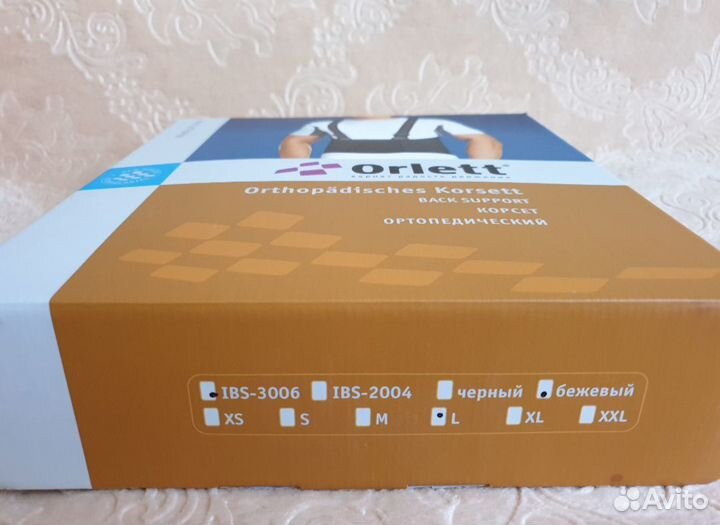 Orlett®
Orthopädisches Korsett
BACK SUPPORT
КОРСЕТ
ОРТОПЕДИЧЕСКИЙ
IBS-3006 IBS-2004 черный бежевый
XS S M L XL XXL
Avito